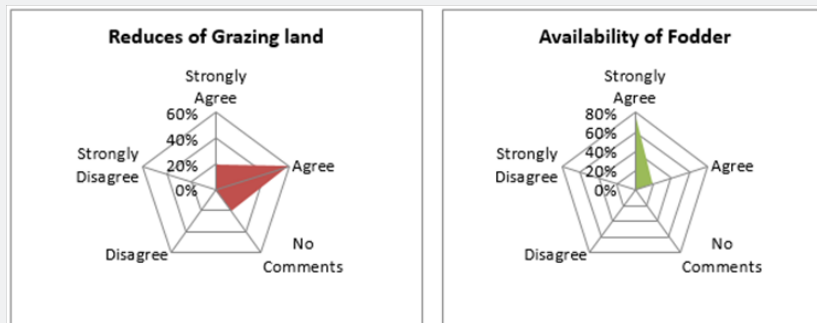 Reduces of Grazing land
Strongly
Agree
60%
40%
20%
0%
Agree
No
Comments
Disagree
Strongly
Disagree
Availability of Fodder
Strongly
Agree
80%
60%
40%
20%
0%
Agree
No
Comments
Disagree
Strongly
Disagree